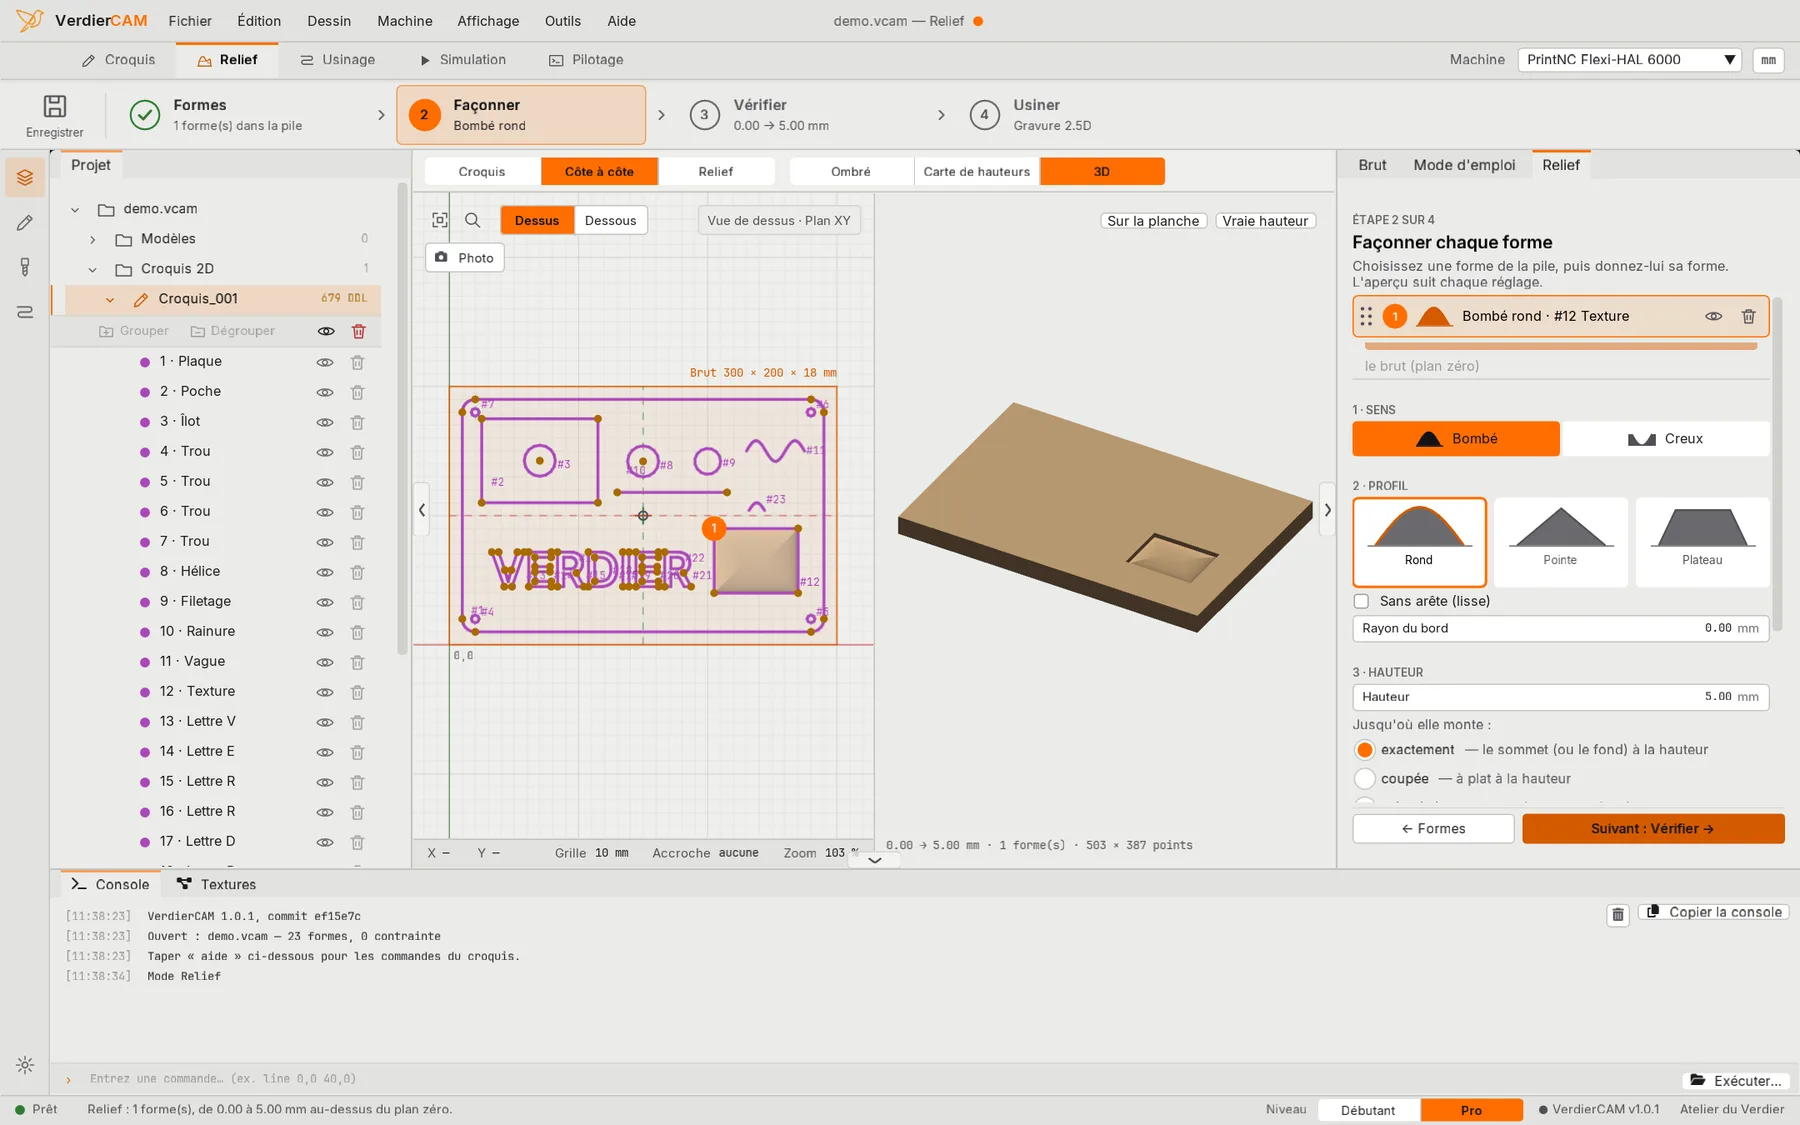 VerdierCAM Fichier Édition Dessin Machine Affichage Outils Aide demo.vcam — Relief
Croquis Relief Usinage Simulation Pilotage Machine PrintNC Flexi-HAL 6000 mm
Enregistrer
Formes
1 forme(s) dans la pile
2 Façonner
Bombé rond
3 Vérifier
0.00 → 5.00 mm
4 Usiner
Gravure 2.5D
Projet
demo.vcam
Modèles 0
Croquis 2D 1
Croquis_001 679 DDL
Grouper Dégrouper
1 · Plaque
2 · Poche
3 · Îlot
4 · Trou
5 · Trou
6 · Trou
7 · Trou
8 · Hélice
9 · Filetage
10 · Rainure
11 · Vague
12 · Texture
13 · Lettre V
14 · Lettre E
15 · Lettre R
16 · Lettre R
17 · Lettre D
Croquis Côte à côte Relief Ombré Carte de hauteurs 3D
Dessus Dessous Vue de dessus · Plan XY
Photo
Brut 300 × 200 × 18 mm
#7
#3 #8 #9 #11
#10
#2
#23
1
VERDIER
#22
#21
#12
#4
0,0
X — Y — Grille 10 mm Accroche aucune Zoom 103 %
Sur la planche Vraie hauteur
0.00 → 5.00 mm · 1 forme(s) · 503 × 387 points
Brut Mode d'emploi Relief
ÉTAPE 2 SUR 4
Façonner chaque forme
Choisissez une forme de la pile, puis donnez-lui sa forme.
L'aperçu suit chaque réglage.
1 Bombé rond · #12 Texture
le brut (plan zéro)
1 · SENS
Bombé Creux
2 · PROFIL
Rond Pointe Plateau
Sans arête (lisse)
Rayon du bord 0.00 mm
3 · HAUTEUR
Hauteur 5.00 mm
Jusqu'où elle monte :
exactement — le sommet (ou le fond) à la hauteur
coupée — à plat à la hauteur
← Formes Suivant : Vérifier →
Console Textures
[11:38:23] VerdierCAM 1.0.1, commit ef15e7c
[11:38:23] Ouvert : demo.vcam — 23 formes, 0 contrainte
[11:38:23] Taper « aide » ci-dessous pour les commandes du croquis.
[11:38:34] Mode Relief
Copier la console
› Entrez une commande… (ex. line 0,0 40,0)
Exécuter...
Prêt Relief : 1 forme(s), de 0.00 à 5.00 mm au-dessus du plan zéro.
Niveau Débutant Pro VerdierCAM v1.0.1 Atelier du Verdier